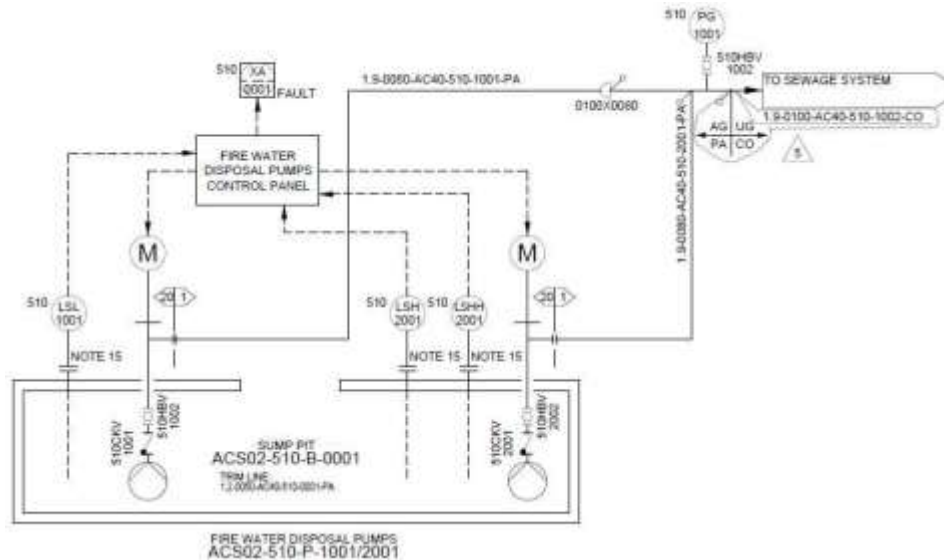 510
PG
1001
510HBV
1002
1.9-0080-AC40-510-1001-PA
TO SEWAGE SYSTEM
1.9-0100-AC40-510-1002-CO
0100X0080
AG
UG
PA
CO
5
1.9-0080-AC40-510-2001-PA
510
XA
0001
FAULT
FIRE WATER
DISPOSAL PUMPS
CONTROL PANEL
M
M
510
LSL
1001
20
1
510
LSH
2001
510
LSHH
2001
20
1
NOTE 15
NOTE 15
NOTE 15
510CKV
1001
510HBV
1002
510CKV
2001
510HBV
2002
SUMP PIT
ACS02-510-B-0001
TRIM LINE:
FIRE WATER DISPOSAL PUMPS
ACS02-510-P-1001/2001